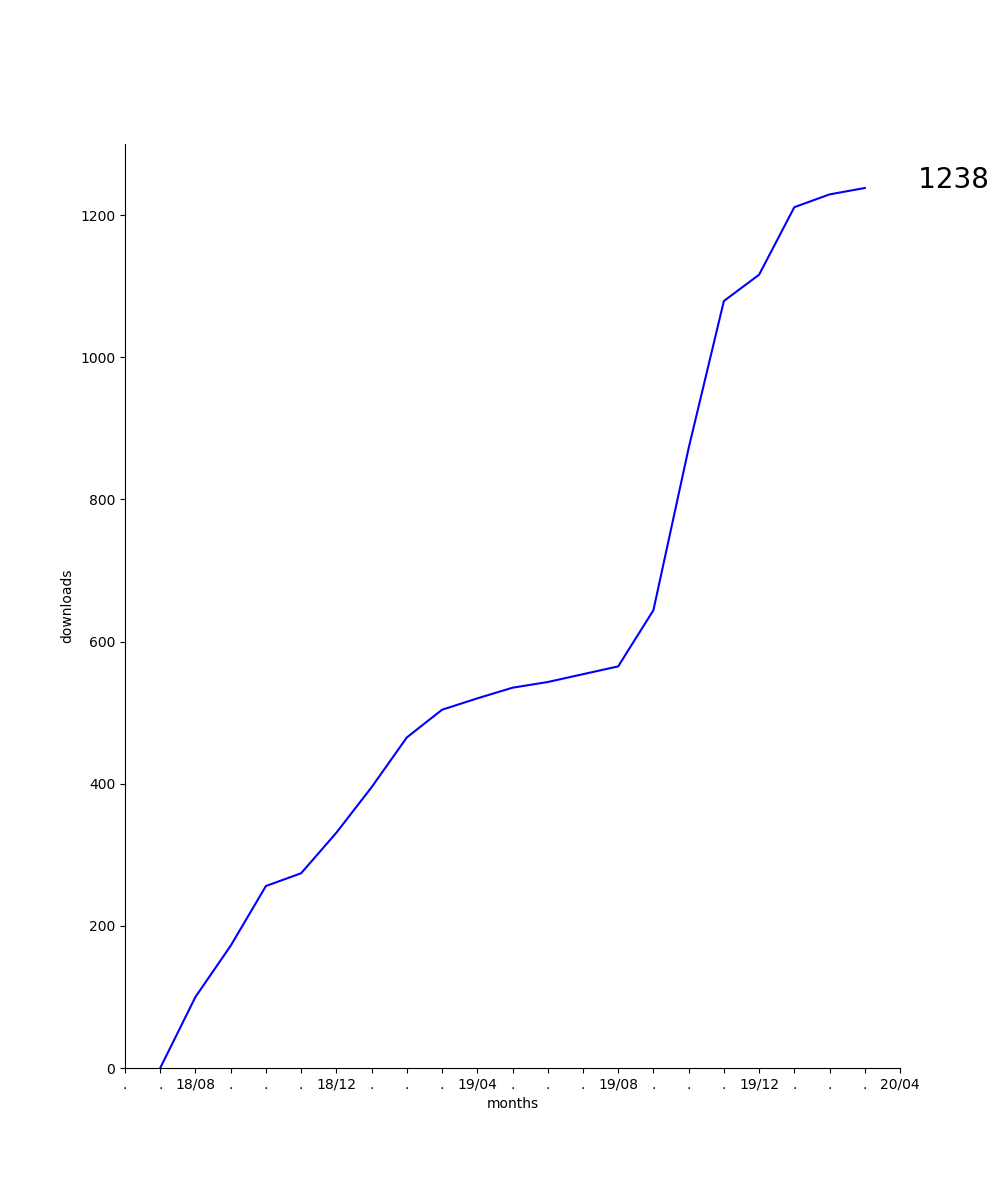 1238
1200
1000
800
600
400
200
0
downloads
. . 18/08 . . . 18/12 . . . 19/04 . . . 19/08 . . . 19/12 . . . 20/04
months